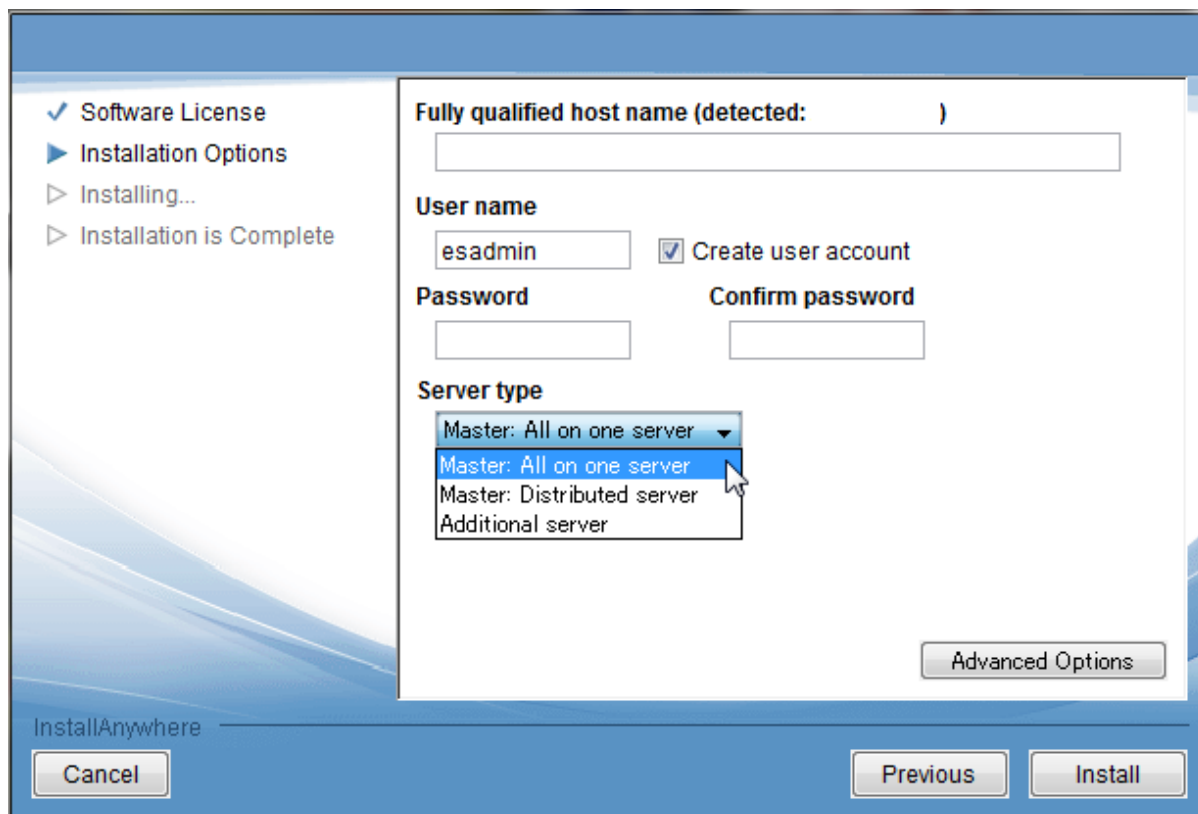 Software License
Installation Options
Installing...
Installation is Complete
Fully qualified host name (detected: )
User name
esadmin
Create user account
Password Confirm password
Server type
Master: All on one server
Master: All on one server
Master: Distributed server
Additional server
Advanced Options
InstallAnywhere
Cancel Previous Install